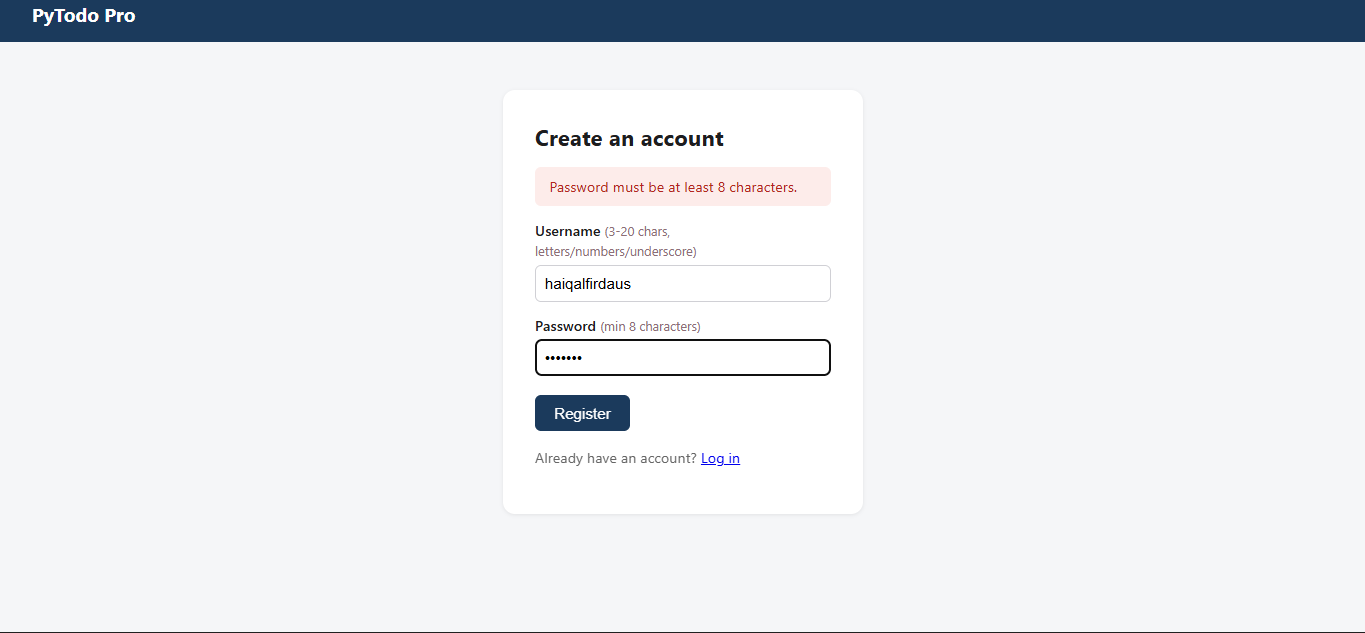 PyTodo Pro
Create an account
Password must be at least 8 characters.
Username (3-20 chars,
letters/numbers/underscore)
haiqalfirdaus
Password (min 8 characters)
•••••••
Register
Already have an account? Log in